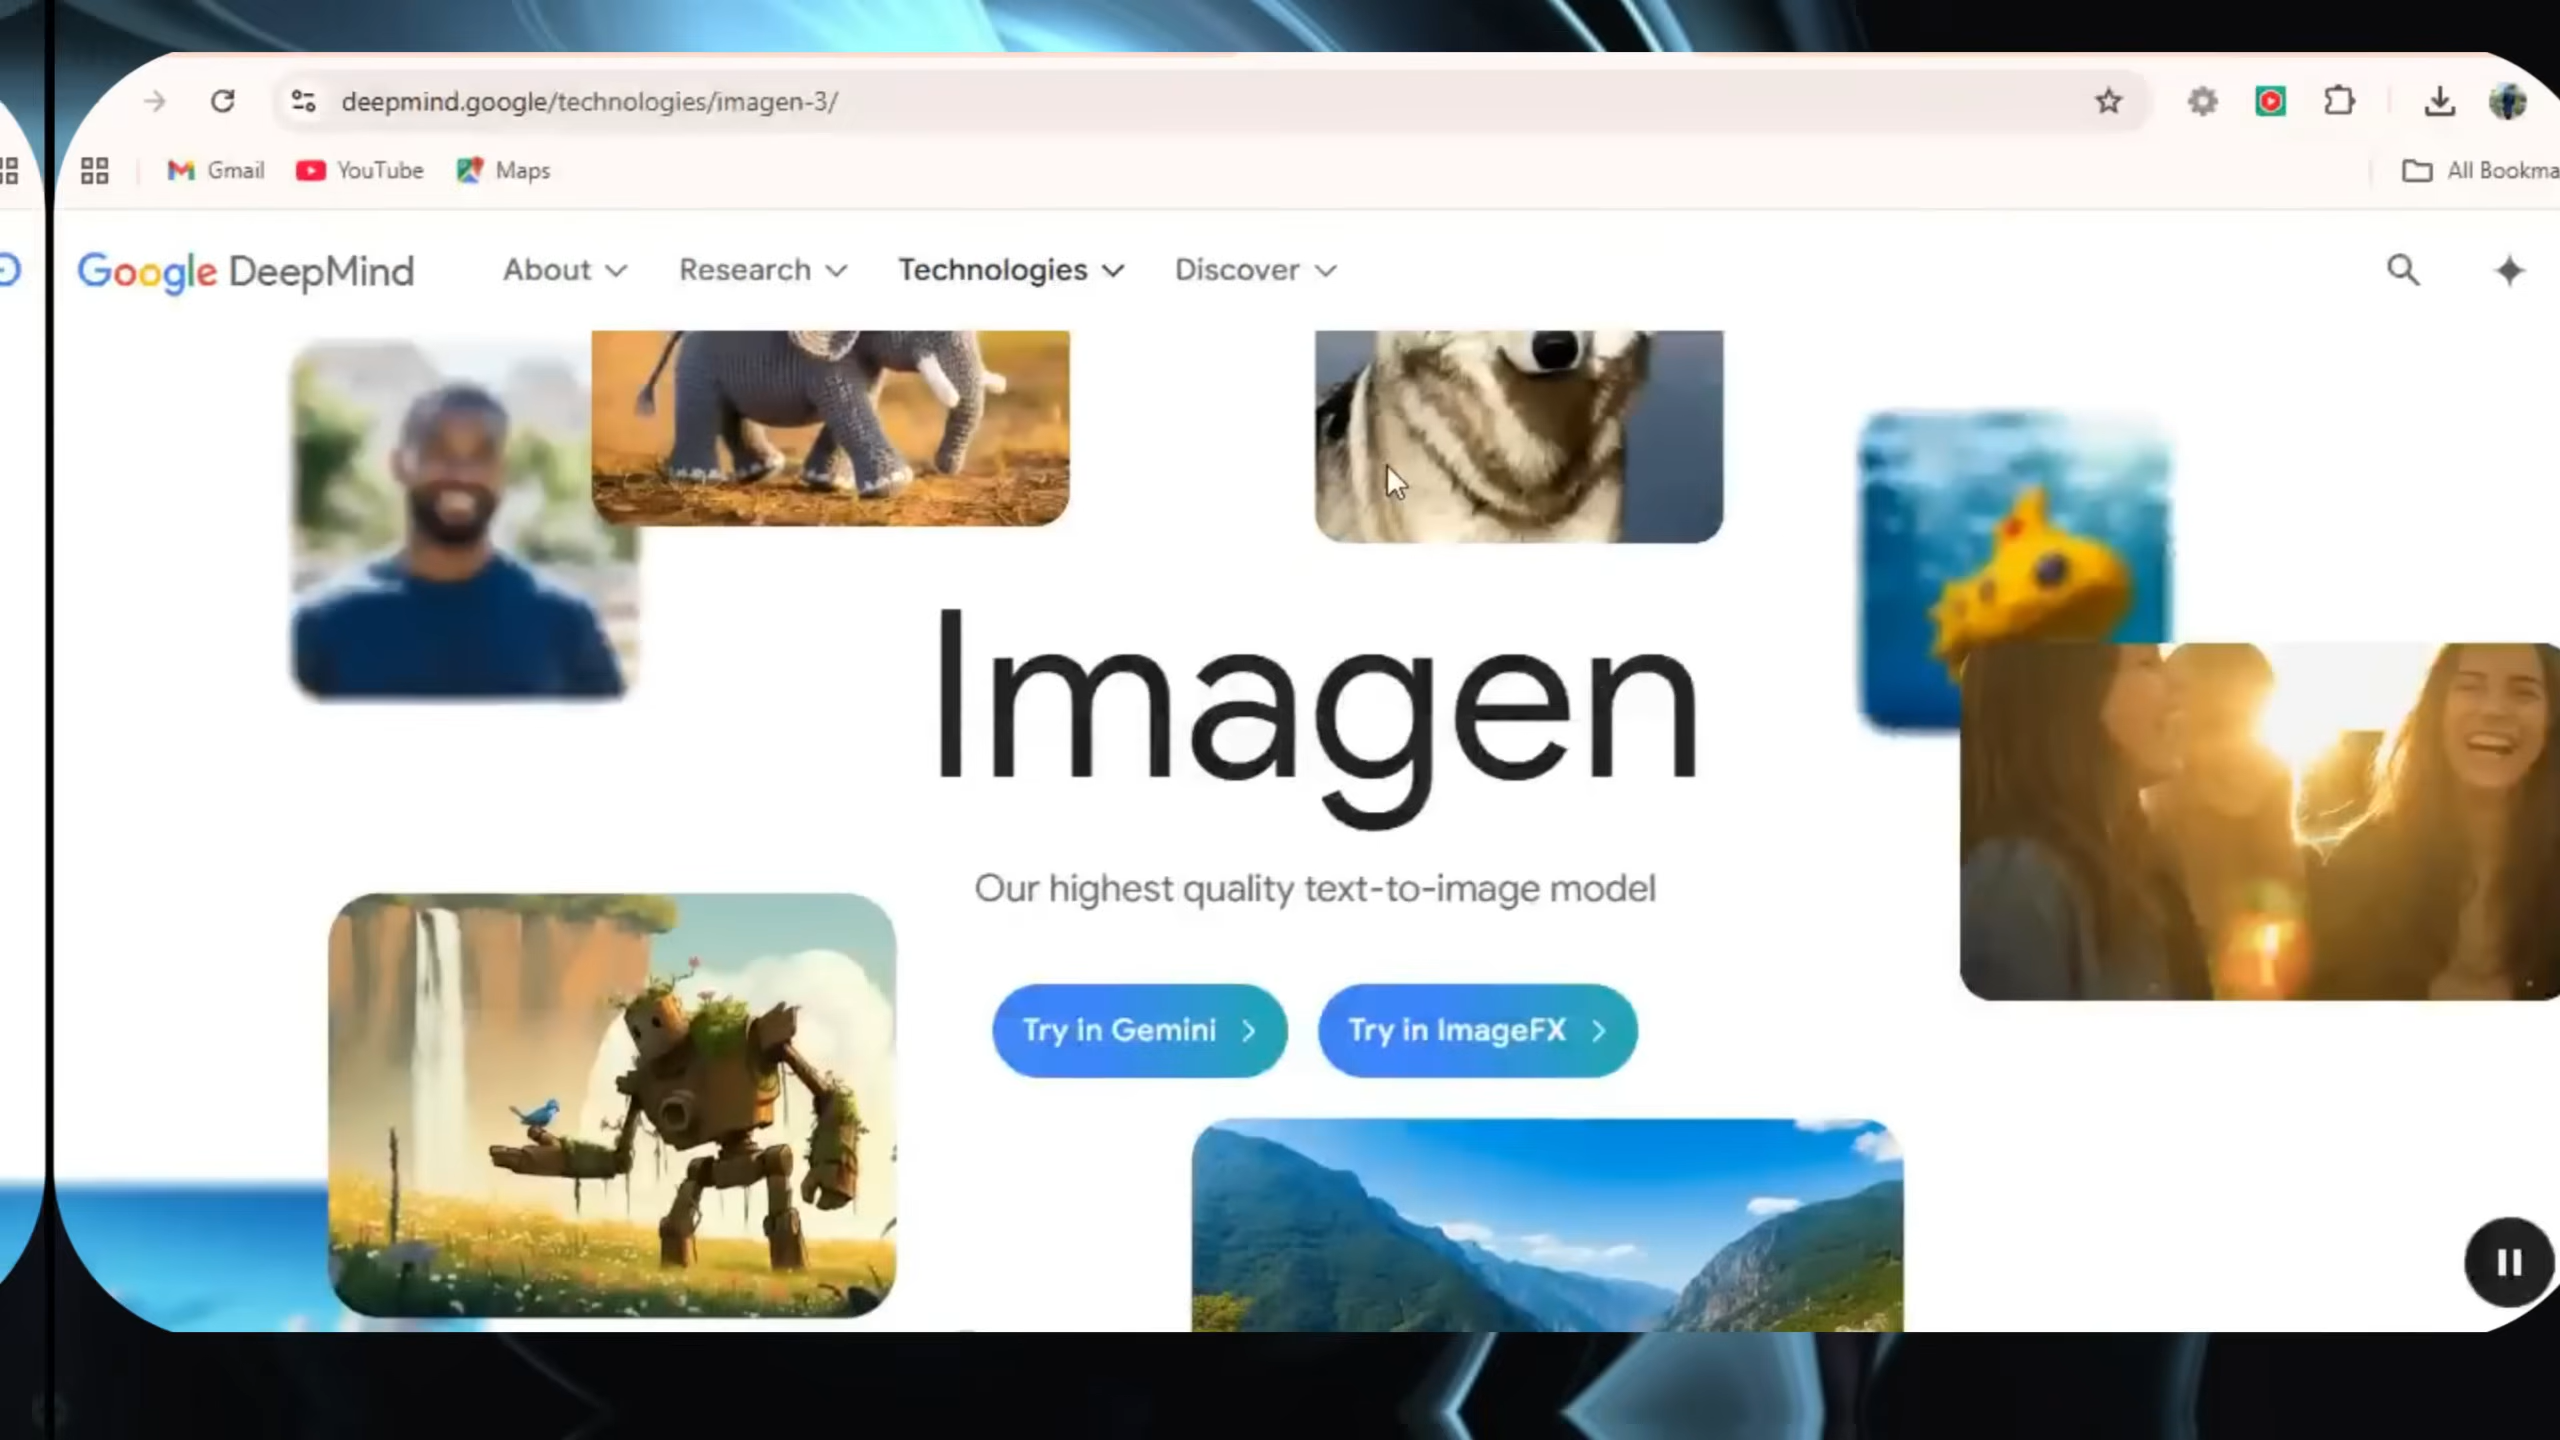 deepmind.google/technologies/imagen-3/
Gmail YouTube Maps All Bookma
Google DeepMind About Research Technologies Discover
Imagen
Our highest quality text-to-image model
Try in Gemini Try in ImageFX